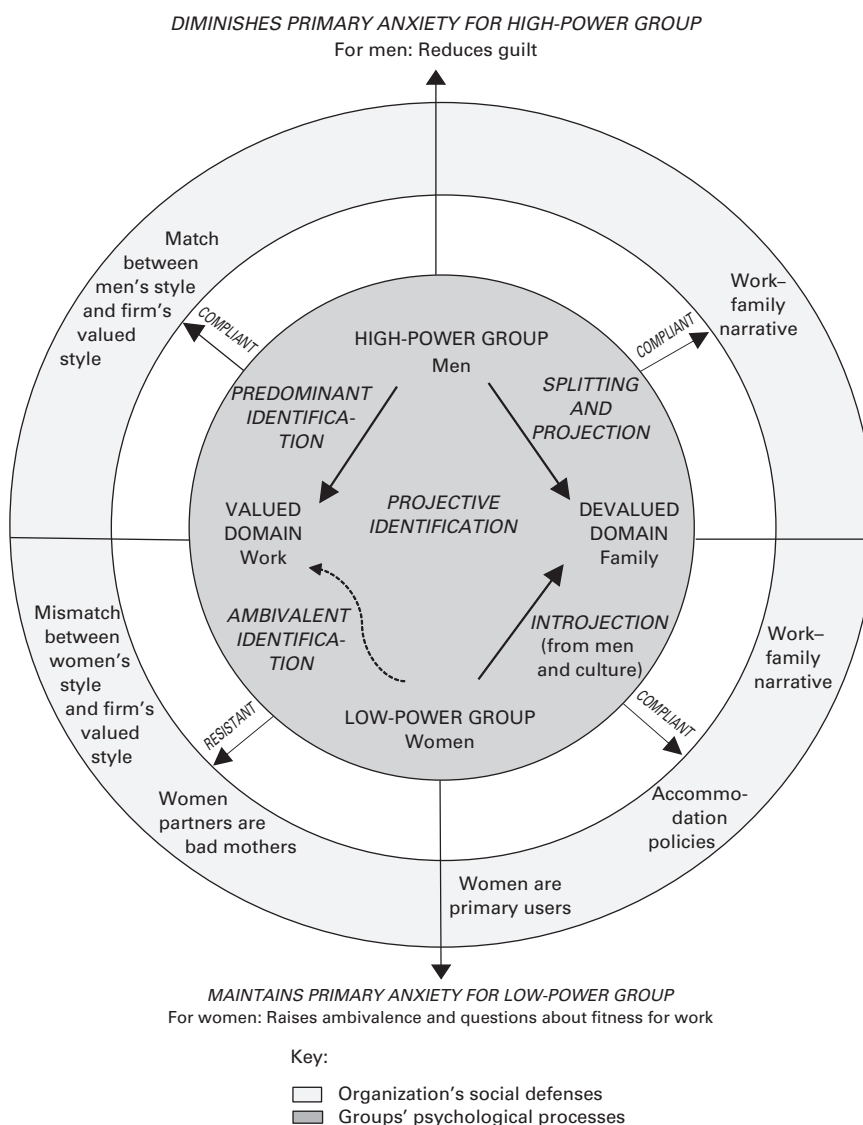 DIMINISHES PRIMARY ANXIETY FOR HIGH-POWER GROUP
For men: Reduces guilt
Match
between
men's style
and firm's
valued
style
COMPLIANT
Work–
family
narrative
COMPLIANT
HIGH-POWER GROUP
Men
PREDOMINANT
IDENTIFICA-
TION
SPLITTING
AND
PROJECTION
VALUED
DOMAIN
Work
PROJECTIVE
IDENTIFICATION
DEVALUED
DOMAIN
Family
AMBIVALENT
IDENTIFICA-
TION
INTROJECTION
(from men
and culture)
LOW-POWER GROUP
Women
Mismatch
between
women's
style
and firm's
valued
style
RESISTANT
Women
partners are
bad mothers
COMPLIANT
Work–
family
narrative
Accommo-
dation
policies
Women are
primary users
MAINTAINS PRIMARY ANXIETY FOR LOW-POWER GROUP
For women: Raises ambivalence and questions about fitness for work
Key:
Organization's social defenses
Groups' psychological processes